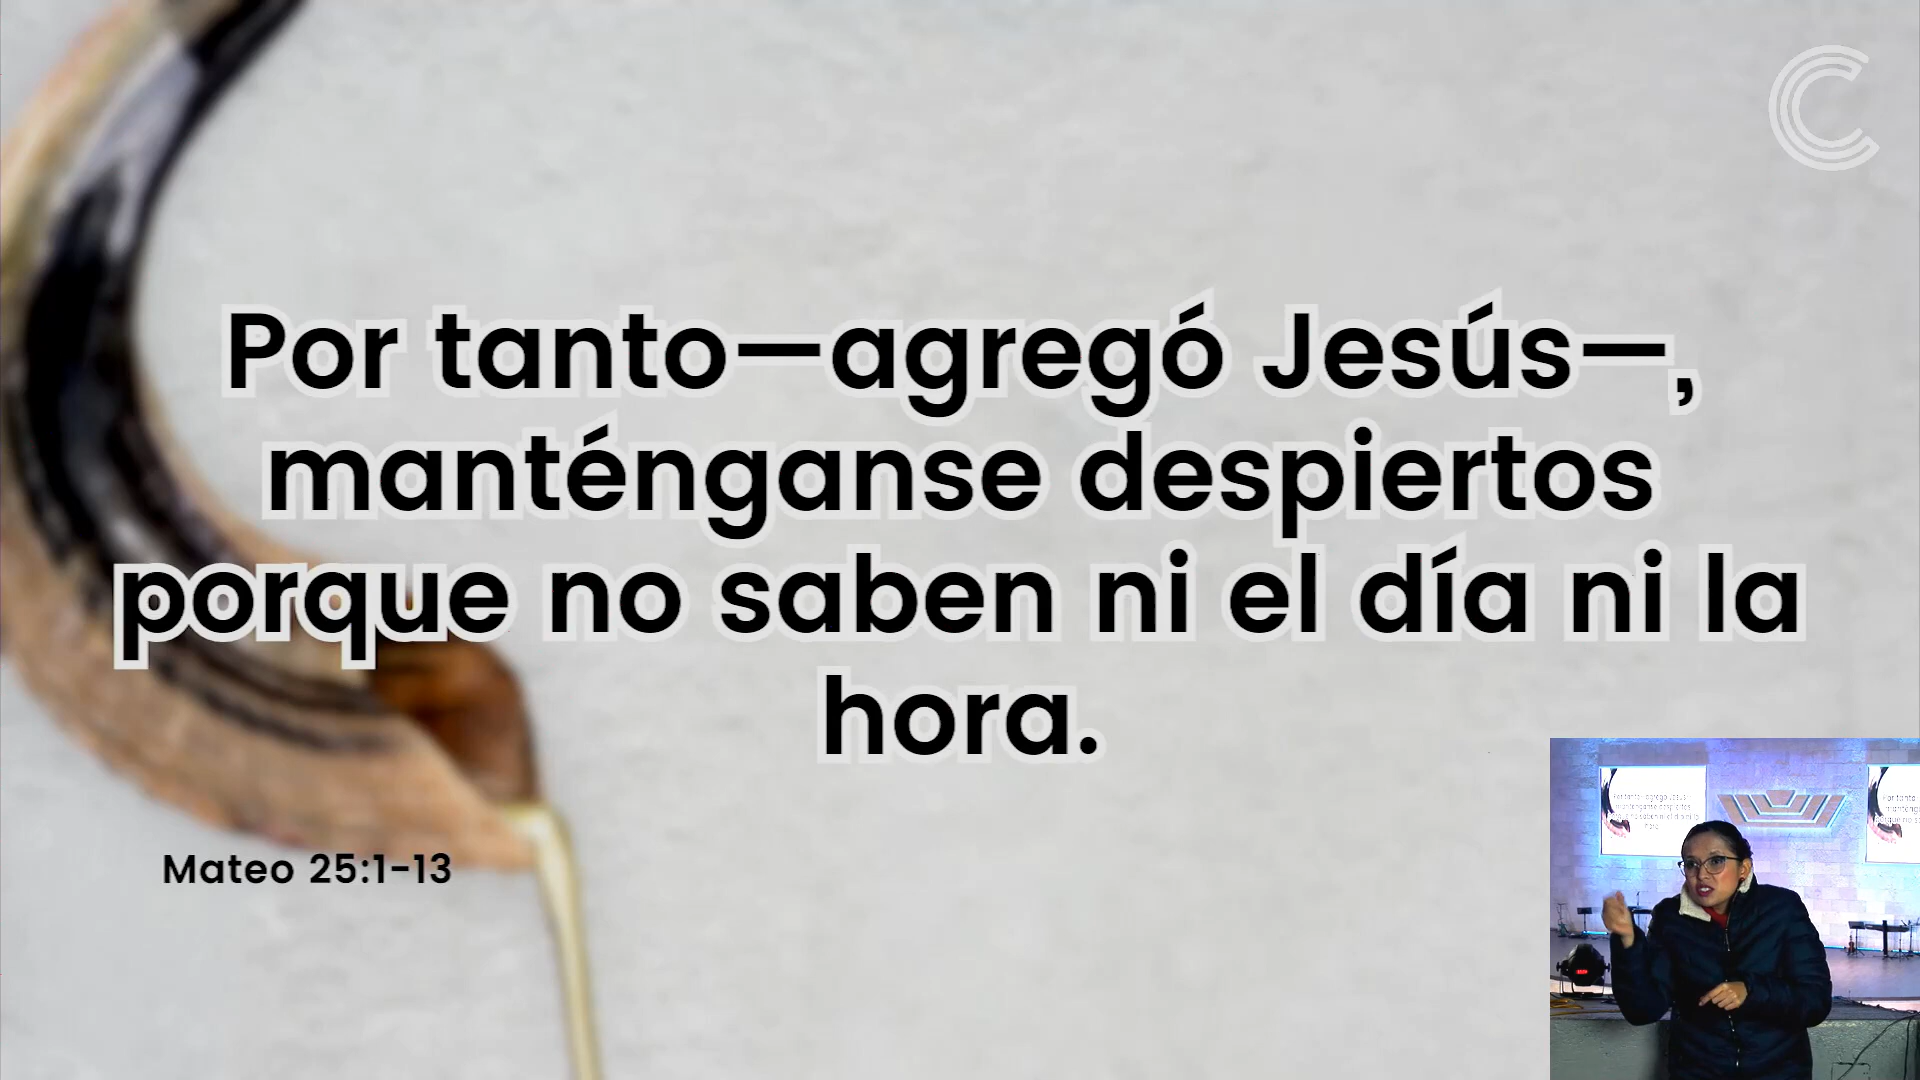 Por tanto—agregó Jesús—,
manténganse despiertos
porque no saben ni el día ni la
hora.
Mateo 25:1-13